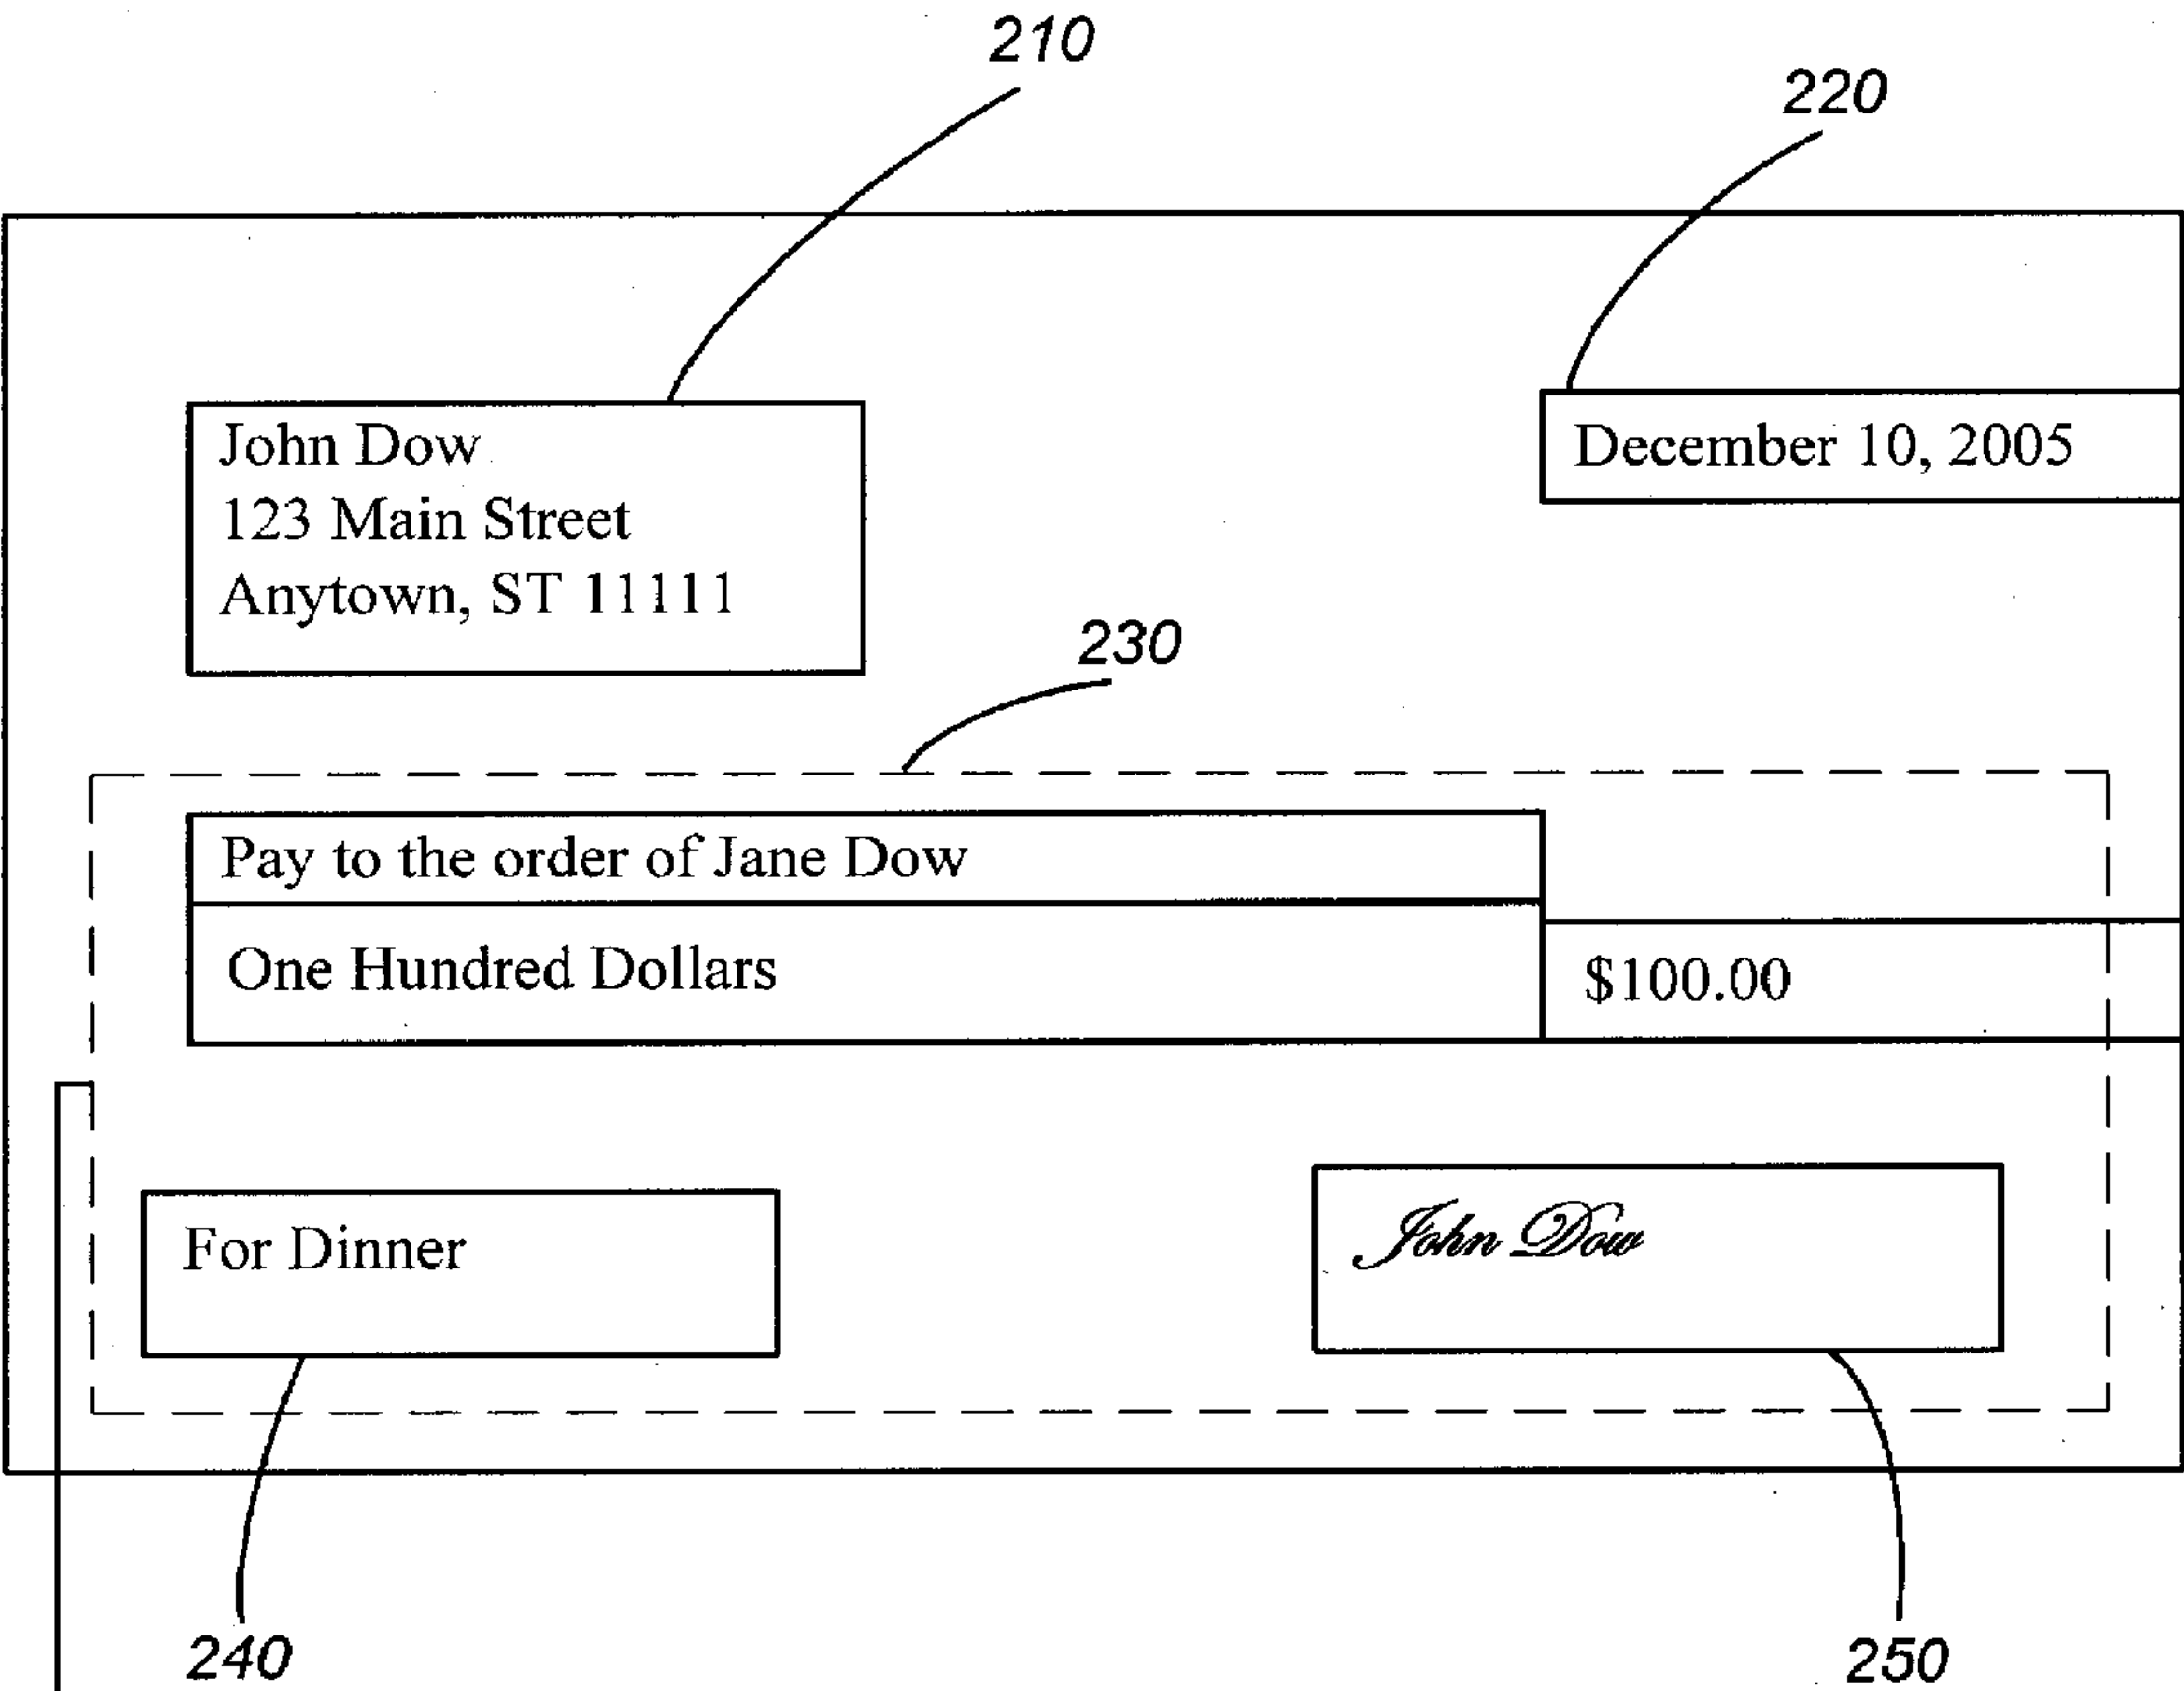 210
220
John Dow
123 Main Street
Anytown, ST 11111
December 10, 2005
230
Pay to the order of Jane Dow
One Hundred Dollars
$100.00
For Dinner
John Dow
240
250